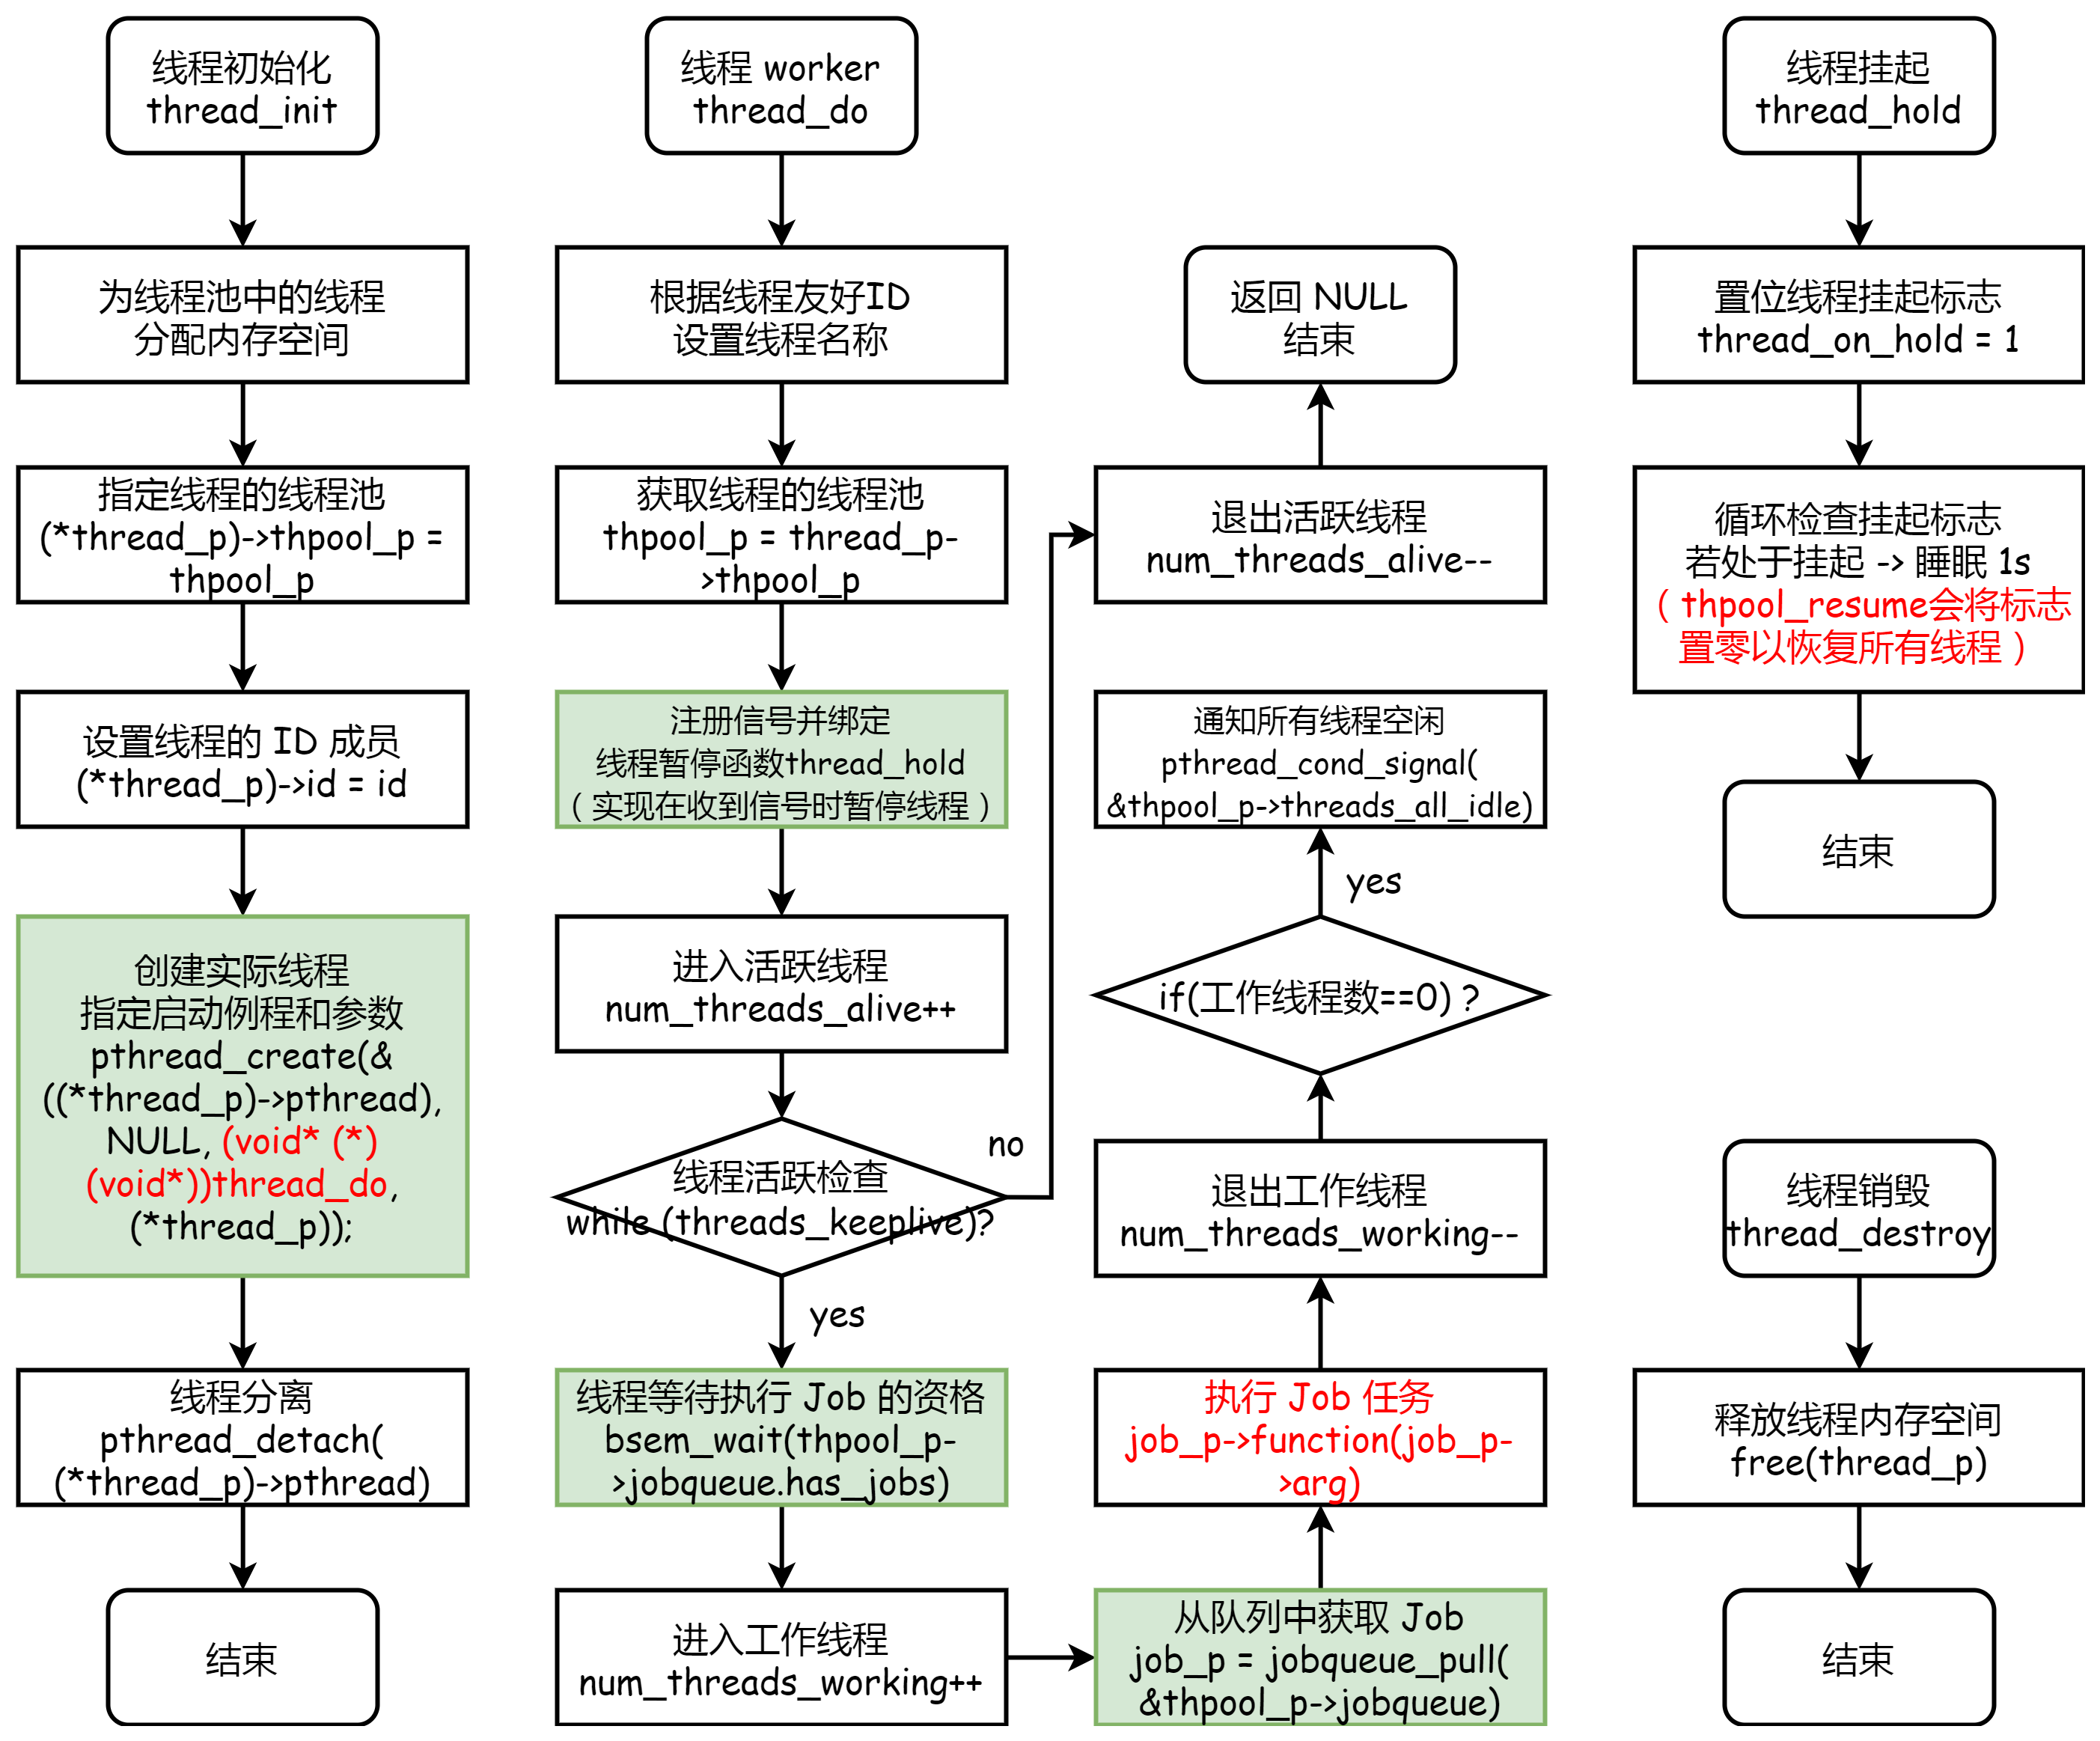 线程初始化
thread_init
为线程池中的线程
分配内存空间
指定线程的线程池
(*thread_p)->thpool_p =
thpool_p
设置线程的 ID 成员
(*thread_p)->id = id
创建实际线程
指定启动例程和参数
pthread_create(&
((*thread_p)->pthread),
NULL, (void* (*)
(void*))thread_do,
(*thread_p));
线程分离
pthread_detach(
(*thread_p)->pthread)
结束
线程 worker
thread_do
根据线程友好ID
设置线程名称
获取线程的线程池
thpool_p = thread_p-
>thpool_p
注册信号并绑定
线程暂停函数thread_hold
（实现在收到信号时暂停线程）
进入活跃线程
num_threads_alive++
线程活跃检查
while (threads_keeplive)?
no
yes
线程等待执行 Job 的资格
bsem_wait(thpool_p-
>jobqueue.has_jobs)
进入工作线程
num_threads_working++
从队列中获取 Job
job_p = jobqueue_pull(
&thpool_p->jobqueue)
执行 Job 任务
job_p->function(job_p-
>arg)
退出工作线程
num_threads_working--
if(工作线程数==0)？
yes
通知所有线程空闲
pthread_cond_signal(
&thpool_p->threads_all_idle)
退出活跃线程
num_threads_alive--
返回 NULL
结束
线程挂起
thread_hold
置位线程挂起标志
thread_on_hold = 1
循环检查挂起标志
若处于挂起 -> 睡眠 1s
（thpool_resume会将标志
置零以恢复所有线程）
结束
线程销毁
thread_destroy
释放线程内存空间
free(thread_p)
结束